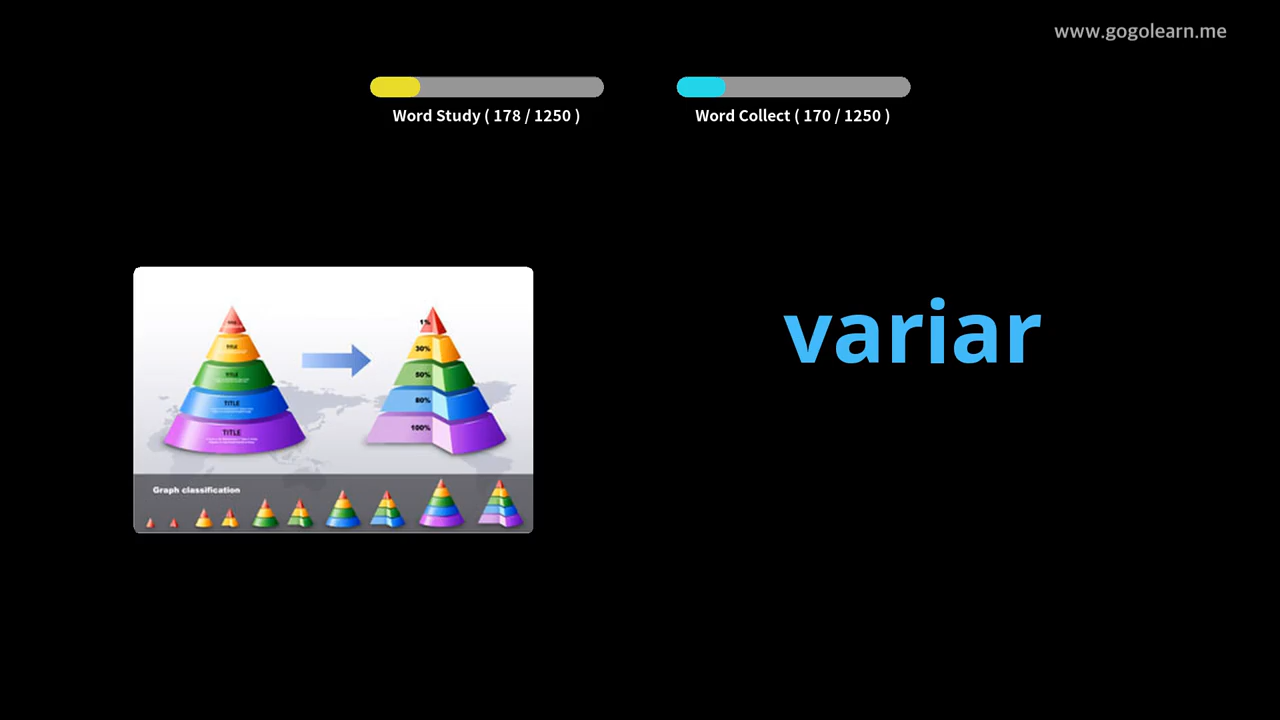 www.gogolearn.me
Word Study ( 178 / 1250 )
Word Collect ( 170 / 1250 )
variar
TITLE
TITLE
TITLE
TITLE
1%
30%
50%
80%
100%
Graph classification